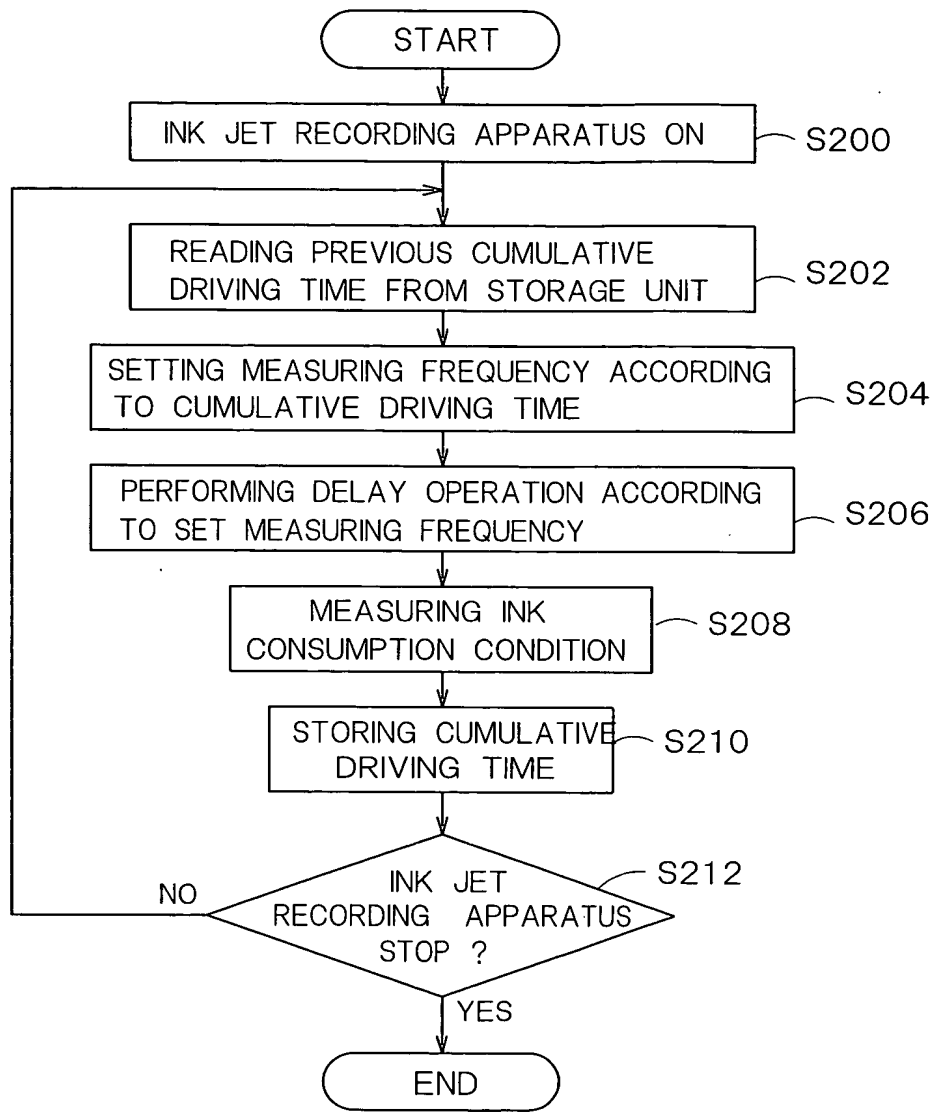 START
INK JET RECORDING APPARATUS ON
S200
READING PREVIOUS CUMULATIVE
DRIVING TIME FROM STORAGE UNIT
S202
SETTING MEASURING FREQUENCY ACCORDING
TO CUMULATIVE DRIVING TIME
S204
PERFORMING DELAY OPERATION ACCORDING
TO SET MEASURING FREQUENCY
S206
MEASURING INK
CONSUMPTION CONDITION
S208
STORING CUMULATIVE
DRIVING TIME
S210
INK JET
RECORDING APPARATUS
STOP ?
S212
NO
YES
END